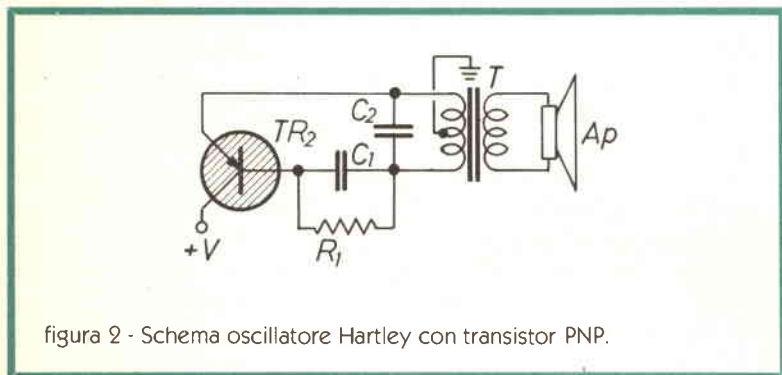 T
C₂
TR₂
C₁
Ap
R₁
+V
figura 2 - Schema oscillatore Hartley con transistor PNP.